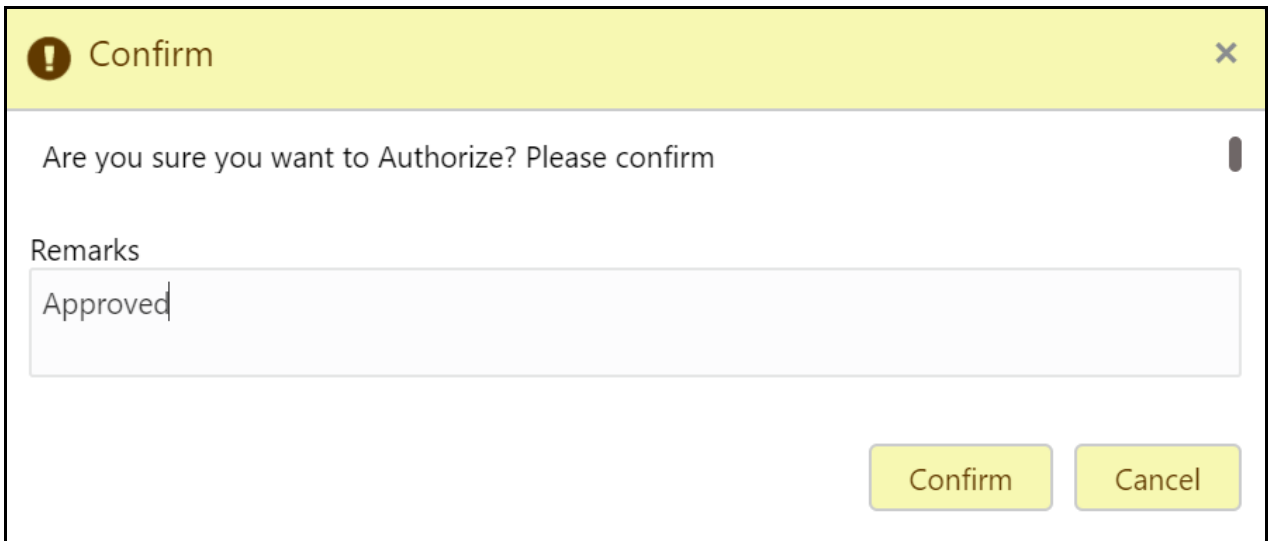 Confirm
Are you sure you want to Authorize? Please confirm
Remarks
Approved
Confirm Cancel